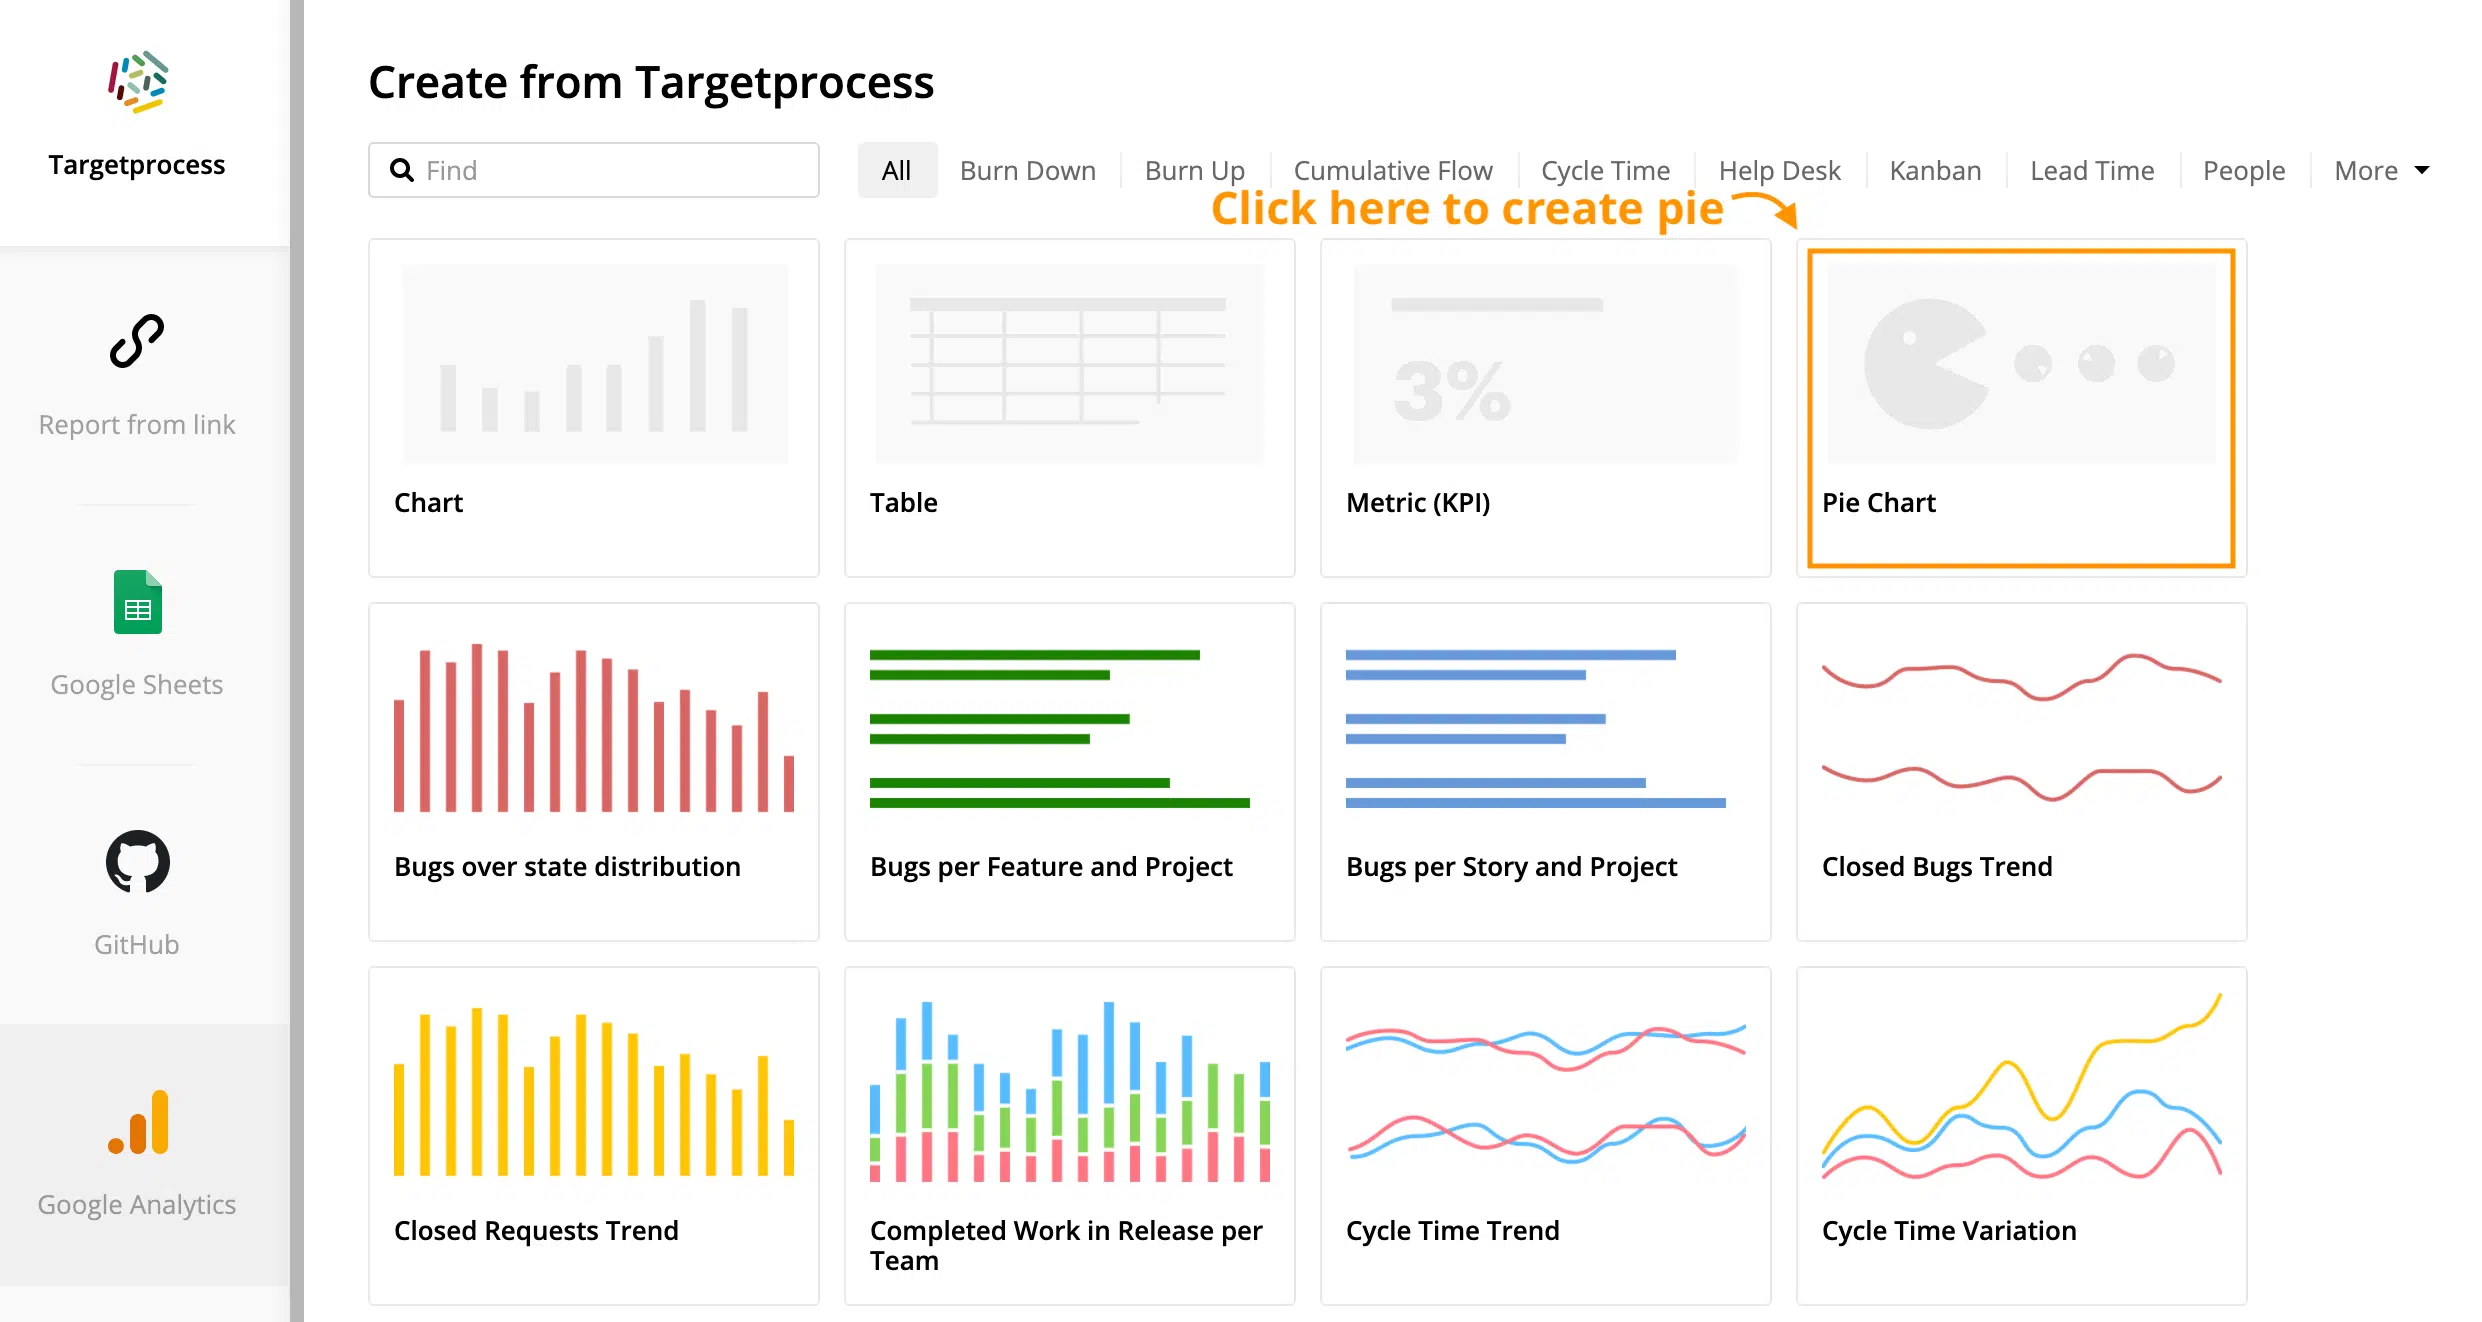 Targetprocess
Report from link
Google Sheets
GitHub
Google Analytics
Create from Targetprocess
Find
All
Burn Down
Burn Up
Cumulative Flow
Cycle Time
Help Desk
Kanban
Lead Time
People
More
Click here to create pie
3%
Chart
Table
Metric (KPI)
Pie Chart
Bugs over state distribution
Bugs per Feature and Project
Bugs per Story and Project
Closed Bugs Trend
Closed Requests Trend
Completed Work in Release per
Team
Cycle Time Trend
Cycle Time Variation